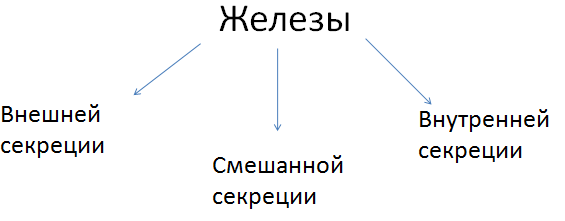 Железы
Внешней
секреции
Смешанной
секреции
Внутренней
секреции